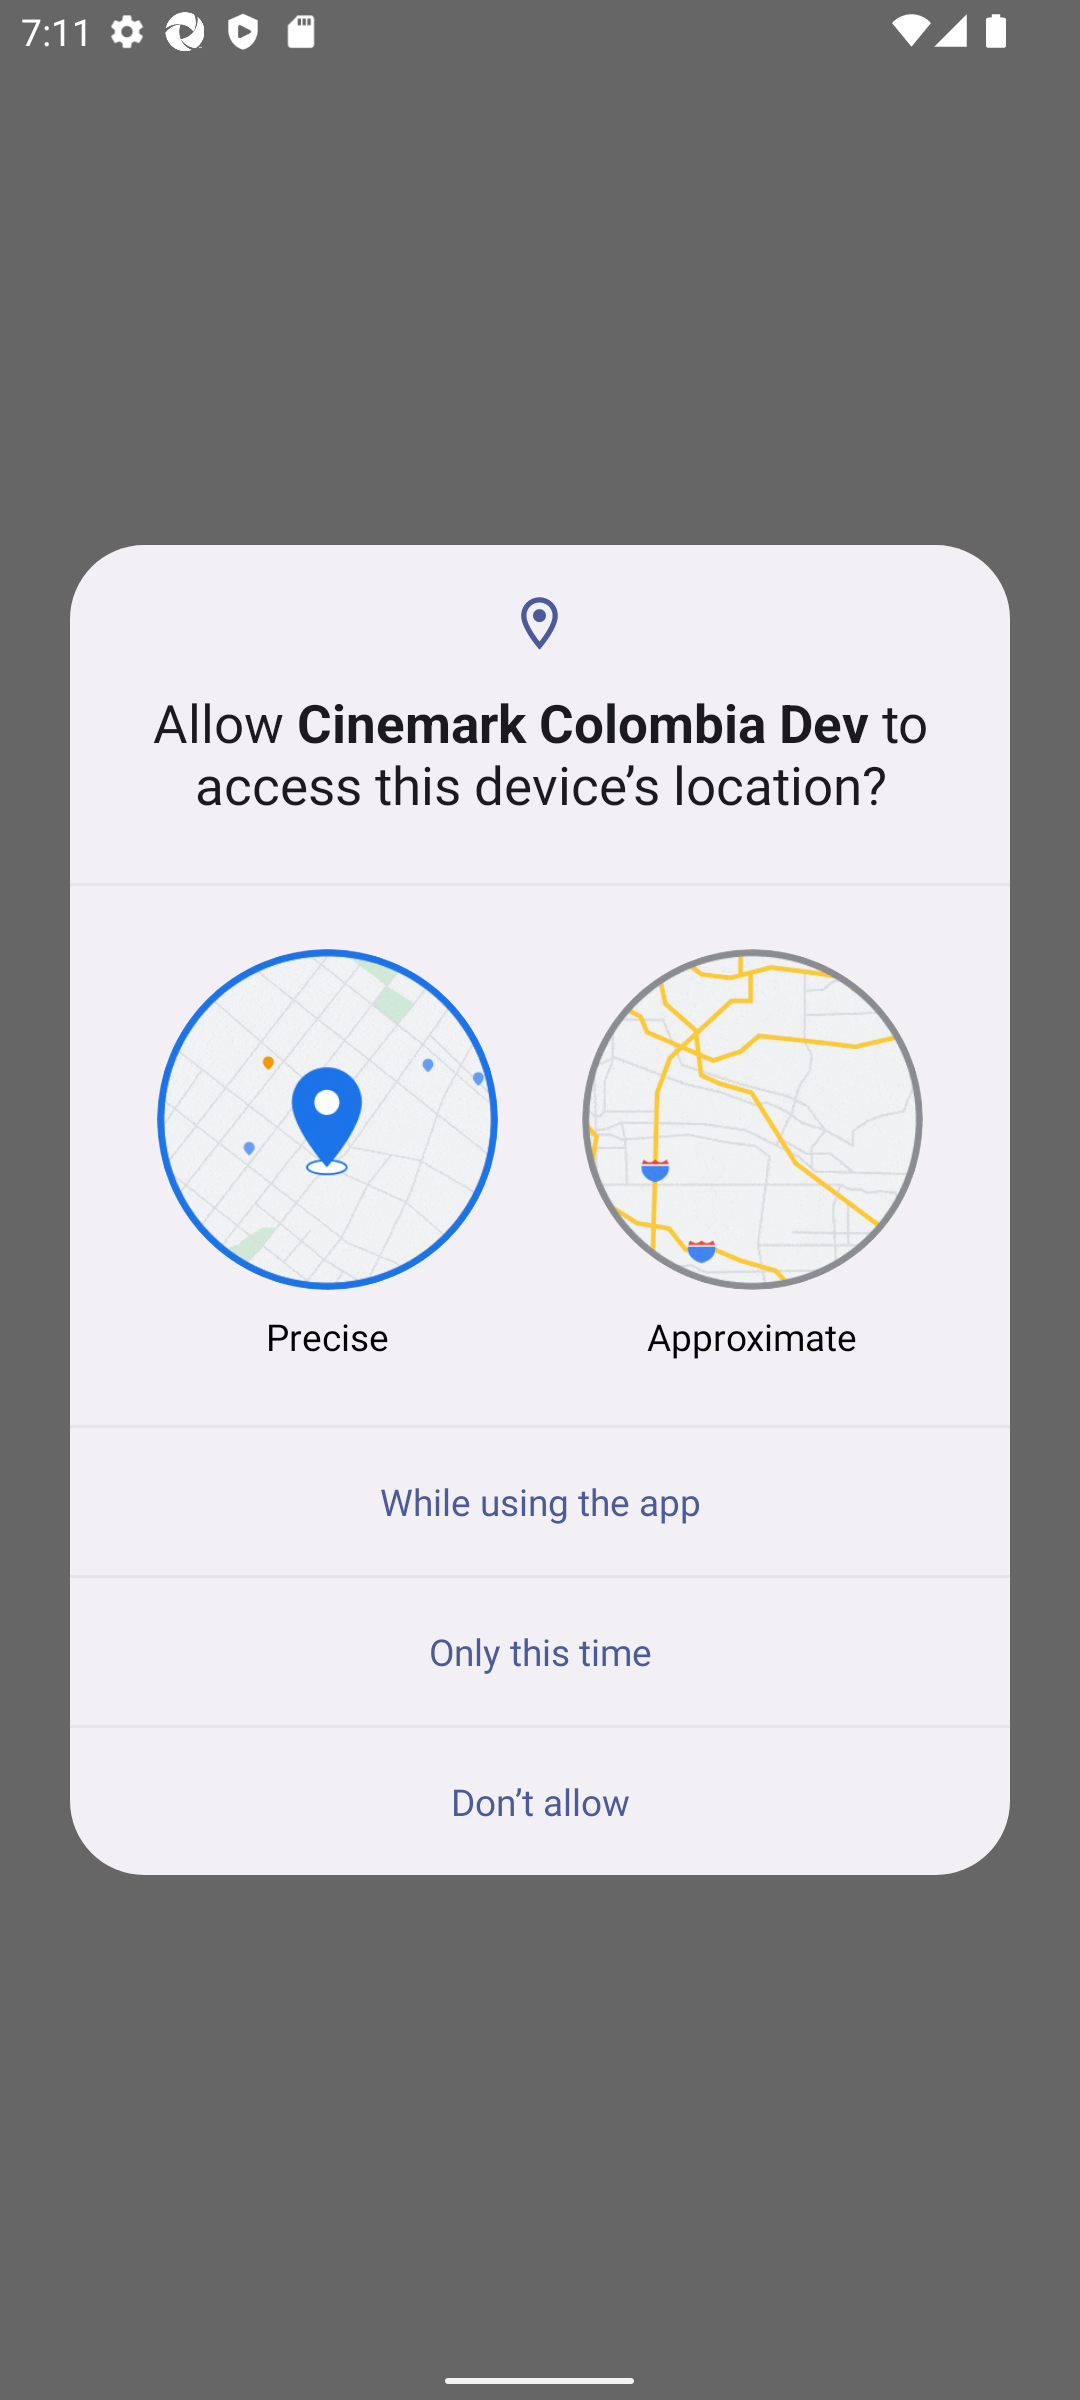 7:11
Allow Cinemark Colombia Dev to
access this device’s location?
Precise
Approximate
While using the app
Only this time
Don’t allow